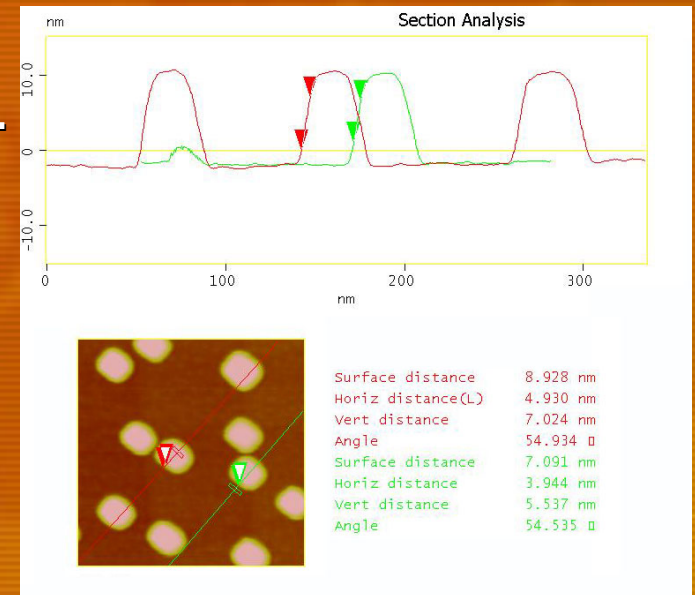 Section Analysis
nm
10.0
0
-10.0
0 100 200 300
nm
Surface distance 8.928 nm
Horiz distance(L) 4.930 nm
Vert distance 7.024 nm
Angle 54.934 ▯
Surface distance 7.091 nm
Horiz distance 3.944 nm
Vert distance 5.537 nm
Angle 54.535 ▯